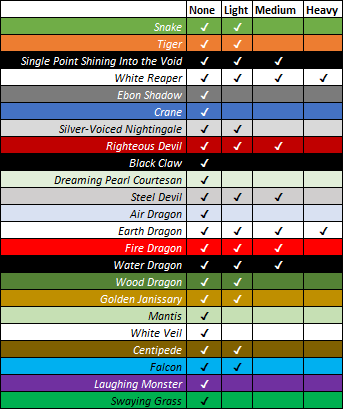 None Light Medium Heavy
Snake ✓ ✓
Tiger ✓ ✓
Single Point Shining Into the Void ✓ ✓ ✓
White Reaper ✓ ✓ ✓ ✓
Ebon Shadow ✓
Crane ✓
Silver-Voiced Nightingale ✓ ✓
Righteous Devil ✓ ✓ ✓
Black Claw ✓
Dreaming Pearl Courtesan ✓
Steel Devil ✓ ✓ ✓
Air Dragon ✓
Earth Dragon ✓ ✓ ✓ ✓
Fire Dragon ✓ ✓ ✓
Water Dragon ✓ ✓ ✓
Wood Dragon ✓ ✓
Golden Janissary ✓ ✓
Mantis ✓
White Veil ✓
Centipede ✓ ✓
Falcon ✓ ✓
Laughing Monster ✓
Swaying Grass ✓